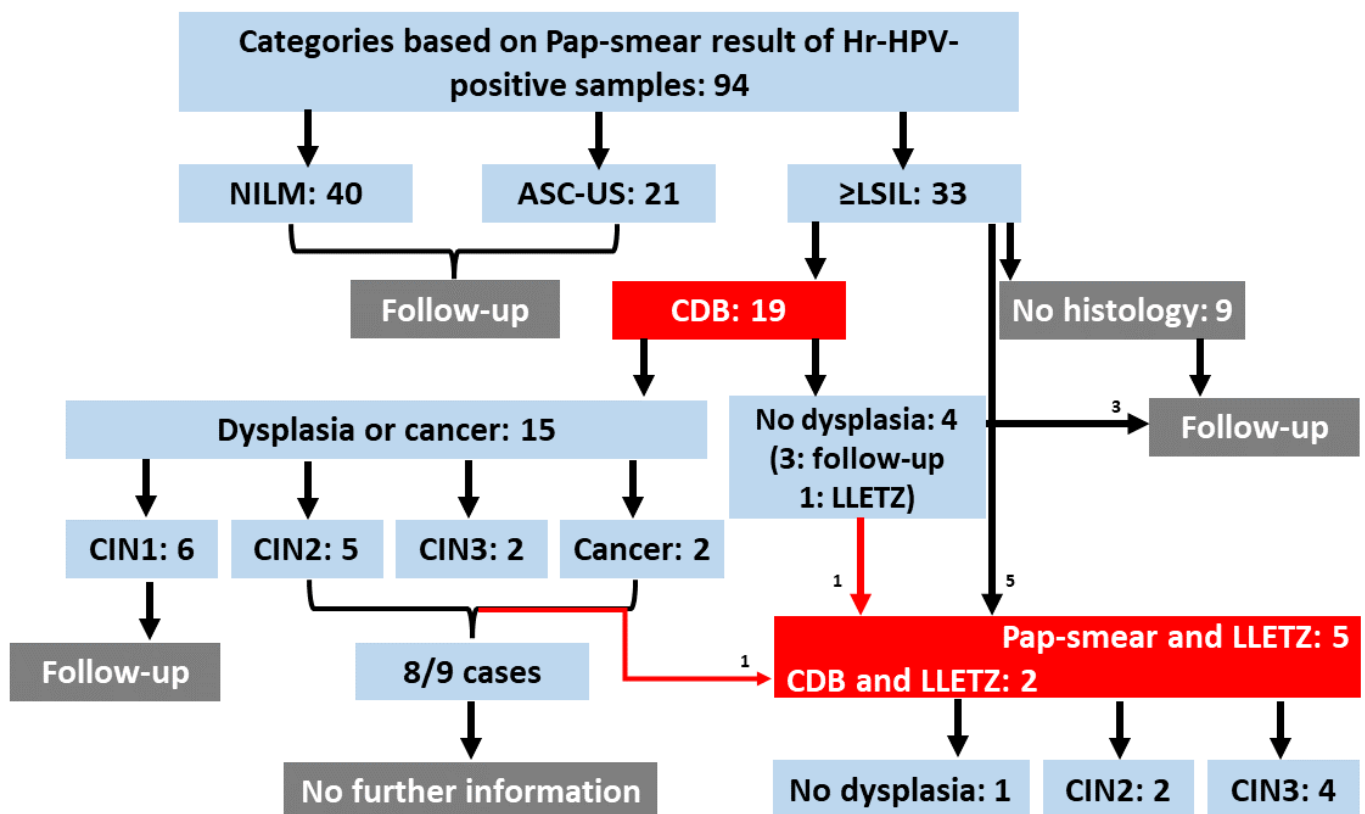 Categories based on Pap-smear result of Hr-HPV-
positive samples: 94
NILM: 40
ASC-US: 21
≥LSIL: 33
Follow-up
CDB: 19
No histology: 9
Dysplasia or cancer: 15
No dysplasia: 4
(3: follow-up
1: LLETZ)
3
Follow-up
CIN1: 6
CIN2: 5
CIN3: 2
Cancer: 2
1
5
Follow-up
8/9 cases
1
Pap-smear and LLETZ: 5
CDB and LLETZ: 2
No further information
No dysplasia: 1
CIN2: 2
CIN3: 4